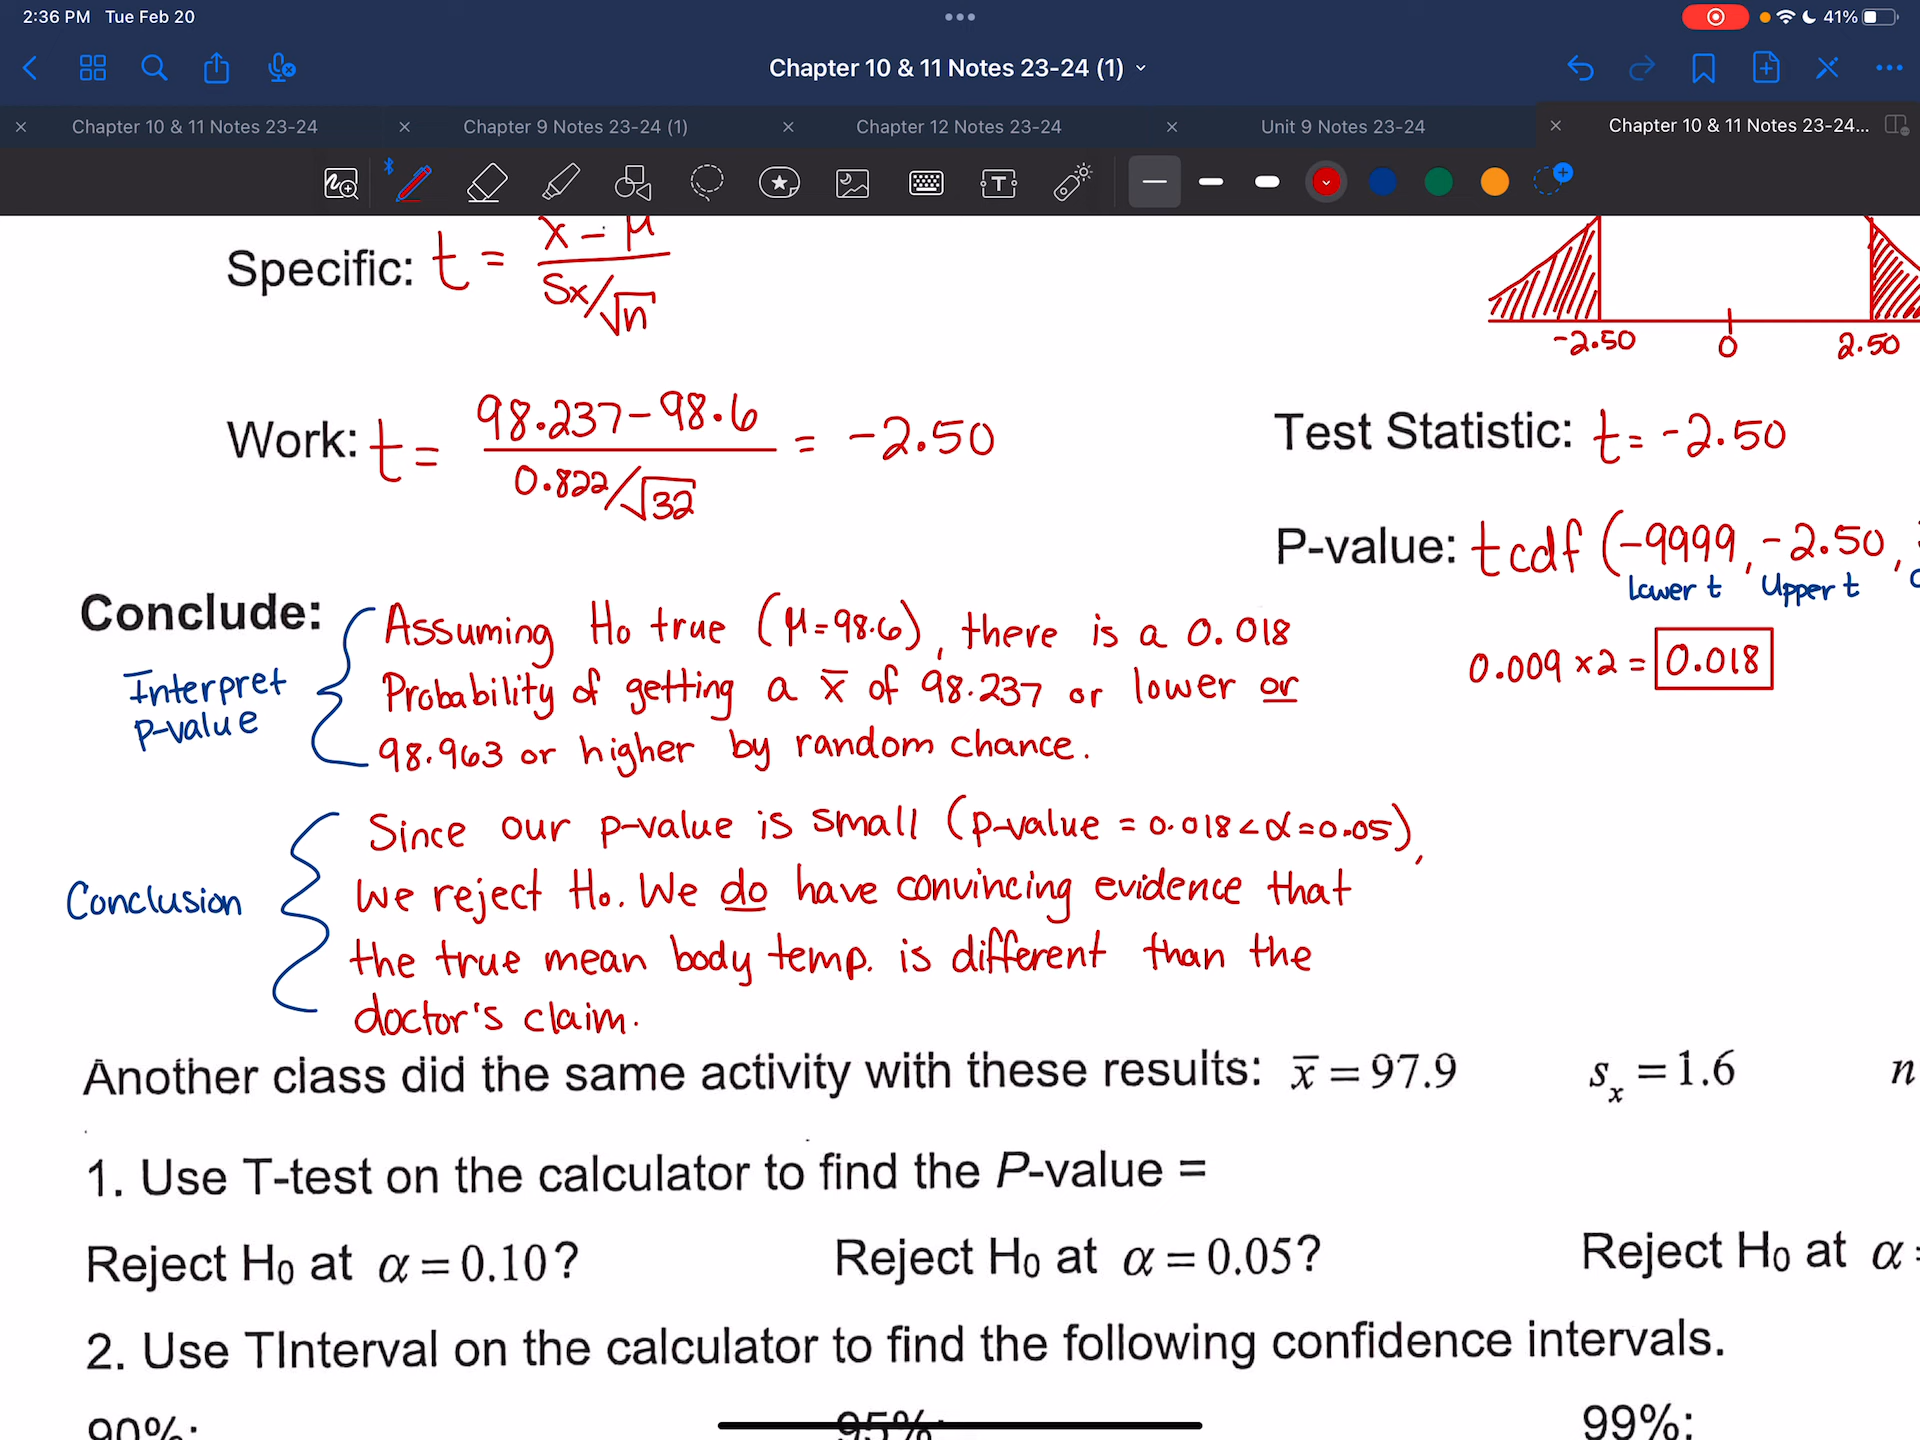 2:36 PM Tue Feb 20
41%
Chapter 10 & 11 Notes 23-24 (1)
Chapter 10 & 11 Notes 23-24
Chapter 9 Notes 23-24 (1)
Chapter 12 Notes 23-24
Unit 9 Notes 23-24
Chapter 10 & 11 Notes 23-24...
Specific: t = x̄ - μ / Sx/√n
-2.50 0 2.50
Work: t = 98.237-98.6 / 0.822/√32 = -2.50
Test Statistic: t = -2.50
P-value: tcdf (-9999, -2.50,
Lower t Upper t
0.009 x2 = 0.018
Conclude:
Interpret
p-value
Assuming H₀ true (μ=98.6), there is a 0.018
Probability of getting a x̄ of 98.237 or lower or
98.963 or higher by random chance.
Conclusion
Since our p-value is small (p-value = 0.018 < α = 0.05),
we reject H₀. We do have convincing evidence that
the true mean body temp. is different than the
doctor's claim.
Another class did the same activity with these results: x̄ = 97.9 sₓ = 1.6 n
1. Use T-test on the calculator to find the P-value =
Reject H₀ at α = 0.10? Reject H₀ at α = 0.05? Reject H₀ at α =
2. Use TInterval on the calculator to find the following confidence intervals.
90%: 95%: 99%: